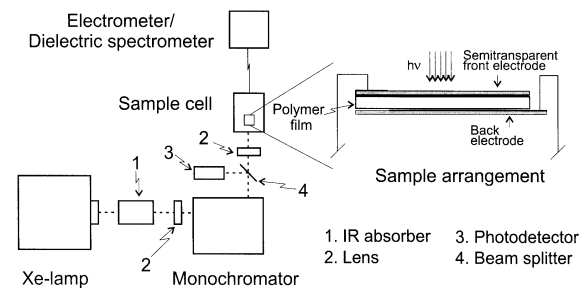 Electrometer/
Dielectric spectrometer
Sample cell
hν
Semitransparent
front electrode
Polymer
film
Back
electrode
Sample arrangement
2
3
4
1
2
Xe-lamp
Monochromator
1. IR absorber
2. Lens
3. Photodetector
4. Beam splitter